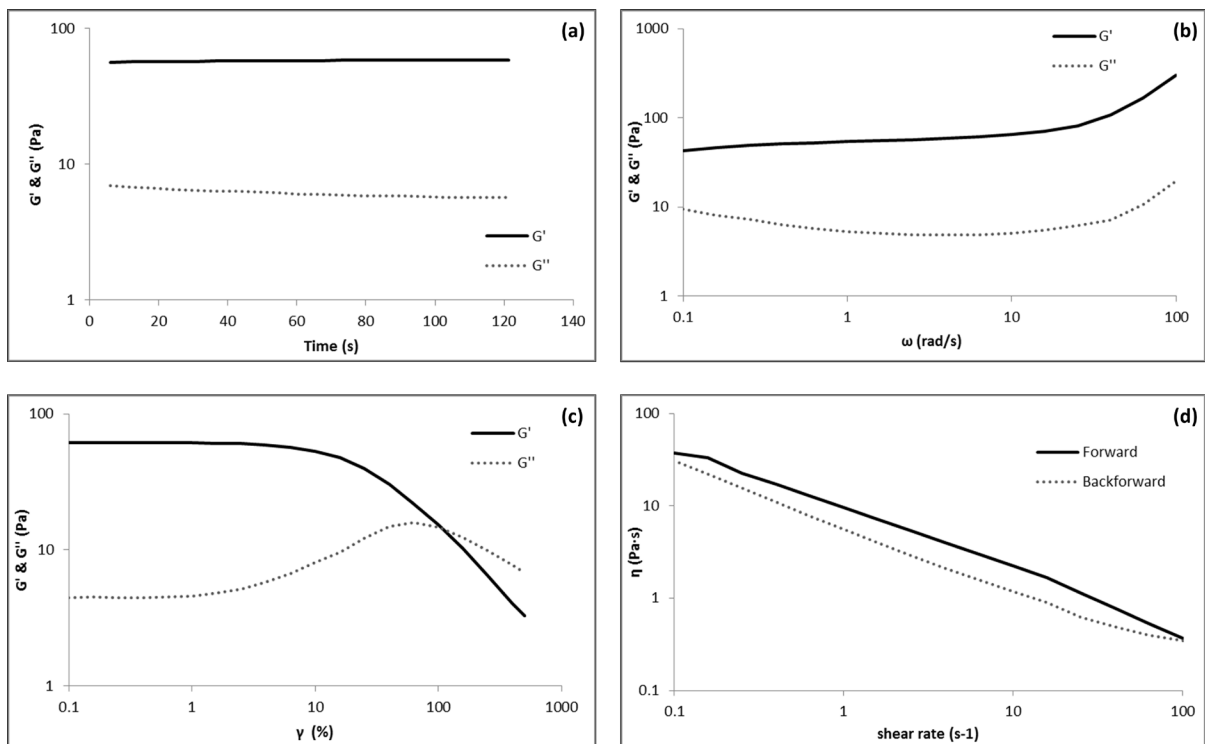 (a)
100
10
1
G' & G'' (Pa)
G'
G''
0 20 40 60 80 100 120 140
Time (s)
(b)
1000
100
10
1
G' & G'' (Pa)
G'
G''
0.1 1 10 100
ω (rad/s)
(c)
100
10
1
G' & G'' (Pa)
G'
G''
0.1 1 10 100 1000
γ (%)
(d)
100
10
1
0.1
η (Pa·s)
Forward
Backforward
0.1 1 10 100
shear rate (s-1)